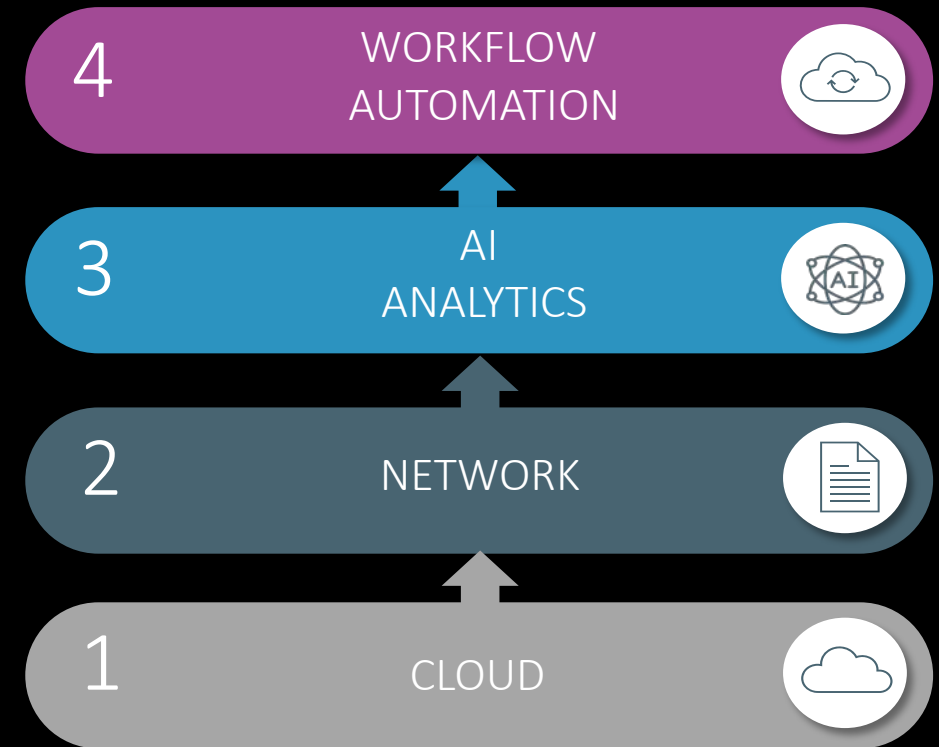 4
WORKFLOW
AUTOMATION
3
AI
ANALYTICS
AI
2
NETWORK
1
CLOUD